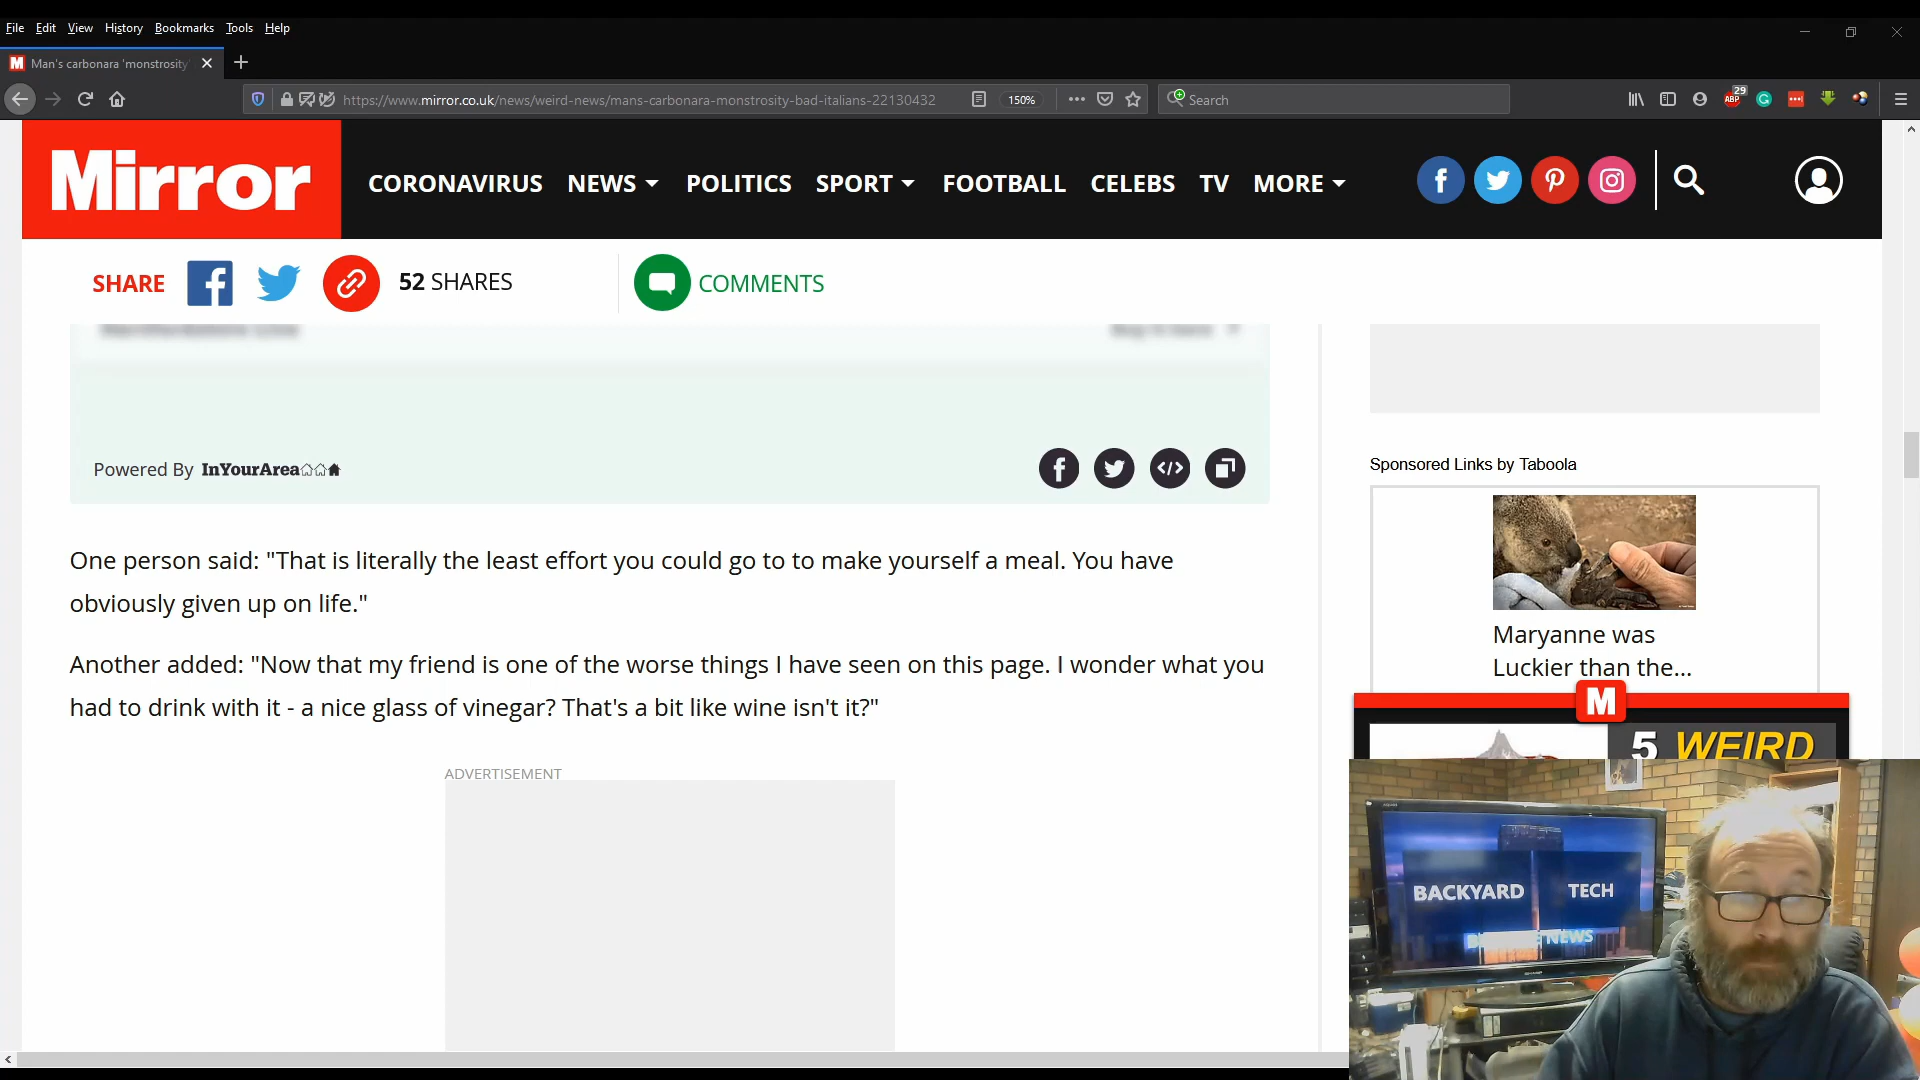 File Edit View History Bookmarks Tools Help
M Man's carbonara 'monstrosity'
https://www.mirror.co.uk/news/weird-news/mans-carbonara-monstrosity-bad-italians-22130432
150%
Search
ABP
29
Mirror
CORONAVIRUS NEWS POLITICS SPORT FOOTBALL CELEBS TV MORE
SHARE
52 SHARES
COMMENTS
Powered By InYourArea
Sponsored Links by Taboola
One person said: "That is literally the least effort you could go to to make yourself a meal. You have
obviously given up on life."
Maryanne was
Luckier than the...
Another added: "Now that my friend is one of the worse things I have seen on this page. I wonder what you
had to drink with it - a nice glass of vinegar? That's a bit like wine isn't it?"
M
5 WEIRD
ADVERTISEMENT
BACKYARD TECH
NEWS